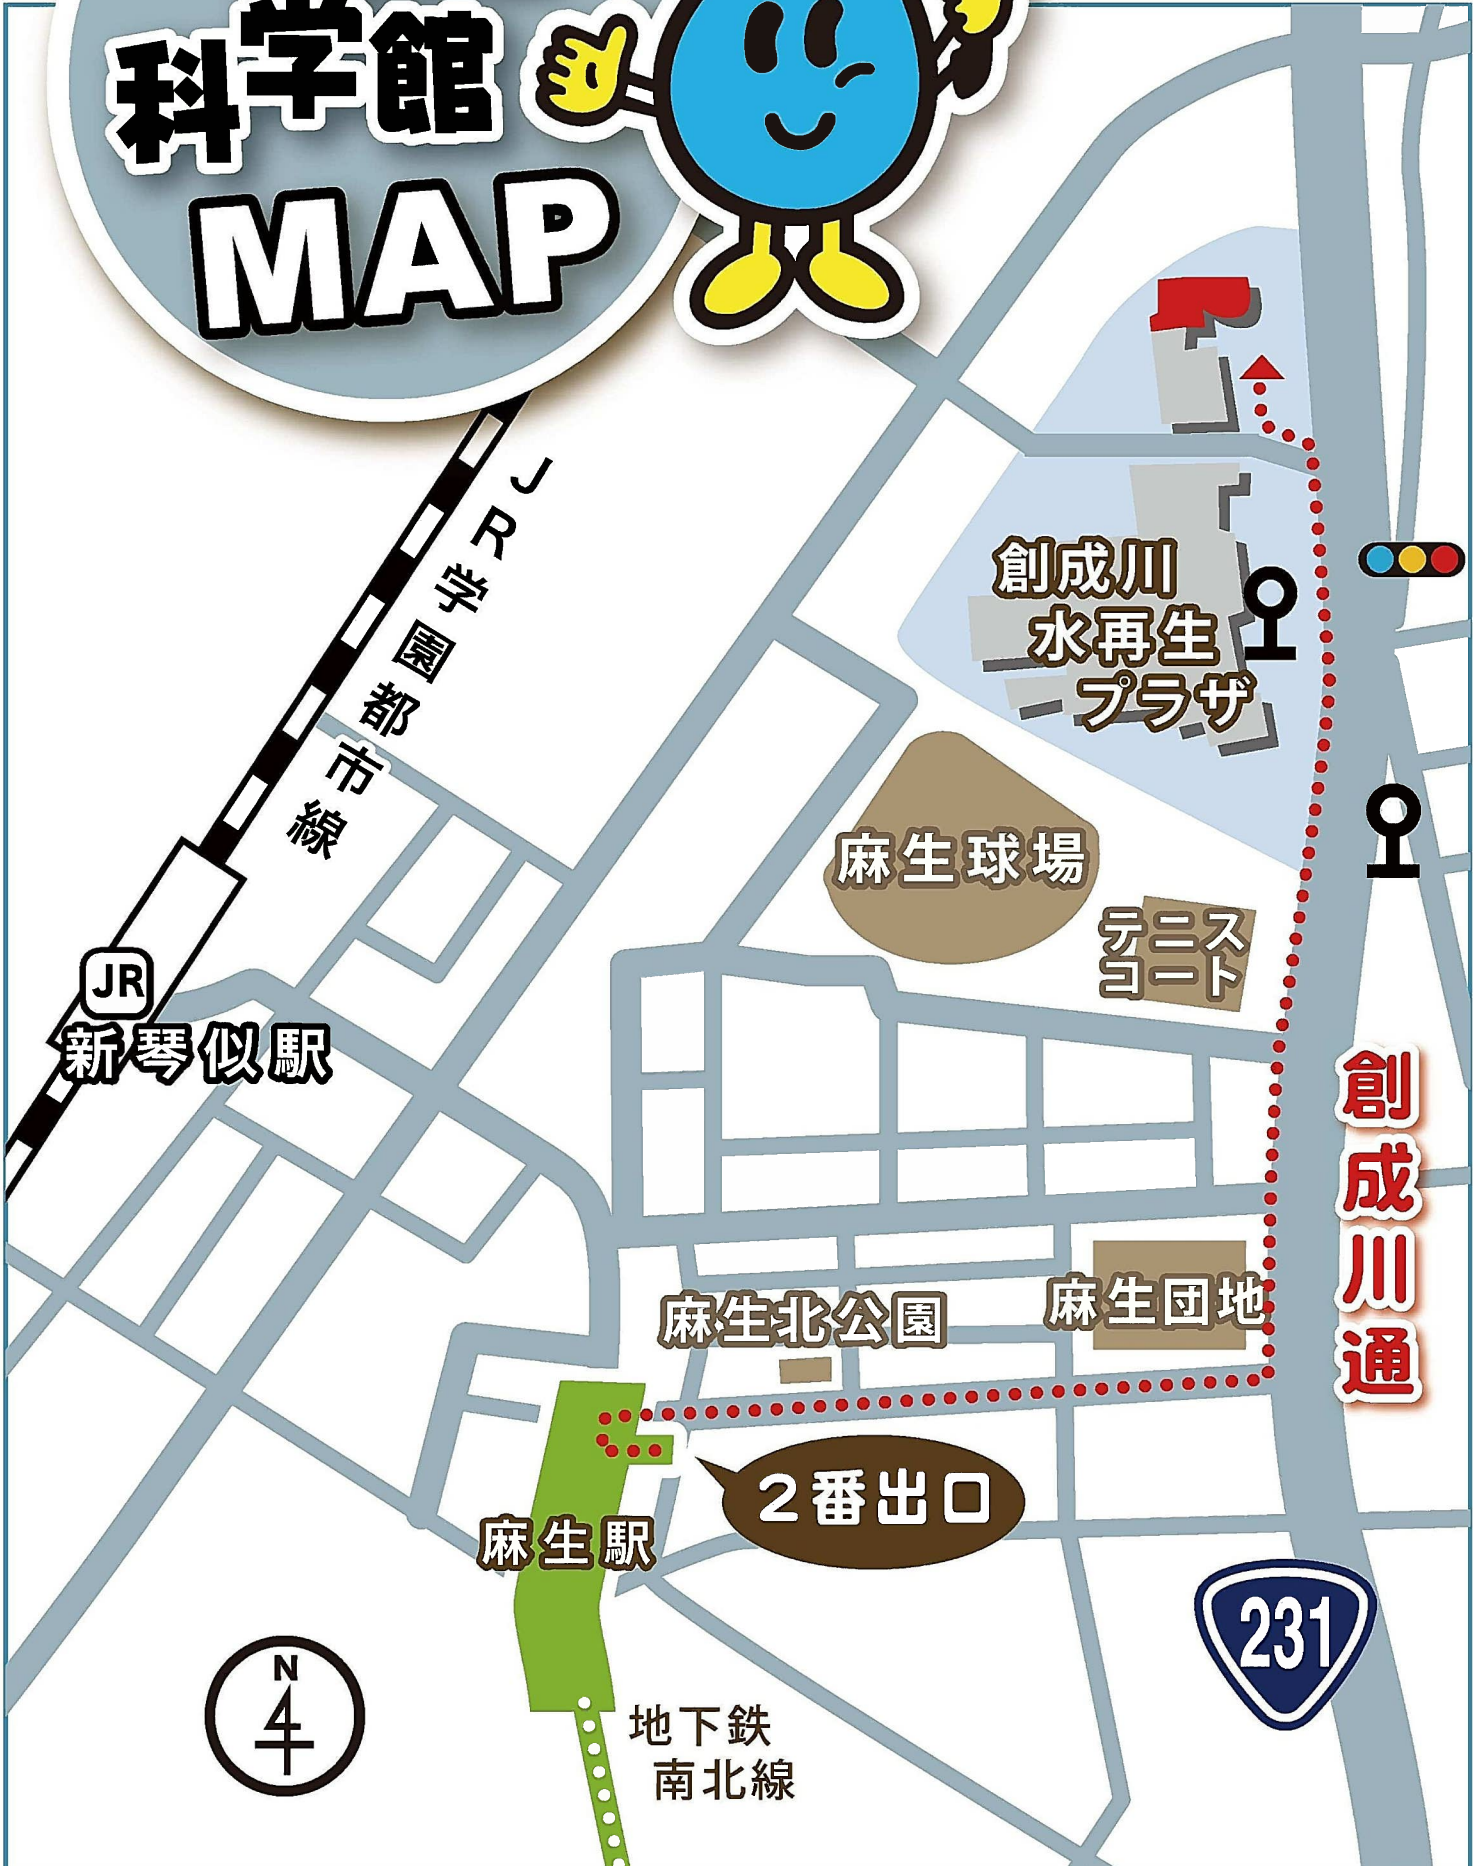 科学館
MAP
JR学園都市線
創成川
水再生
プラザ
麻生球場
テニス
コート
JR
新琴似駅
創成川通
麻生北公園
麻生団地
2番出口
麻生駅
231
N
地下鉄
南北線